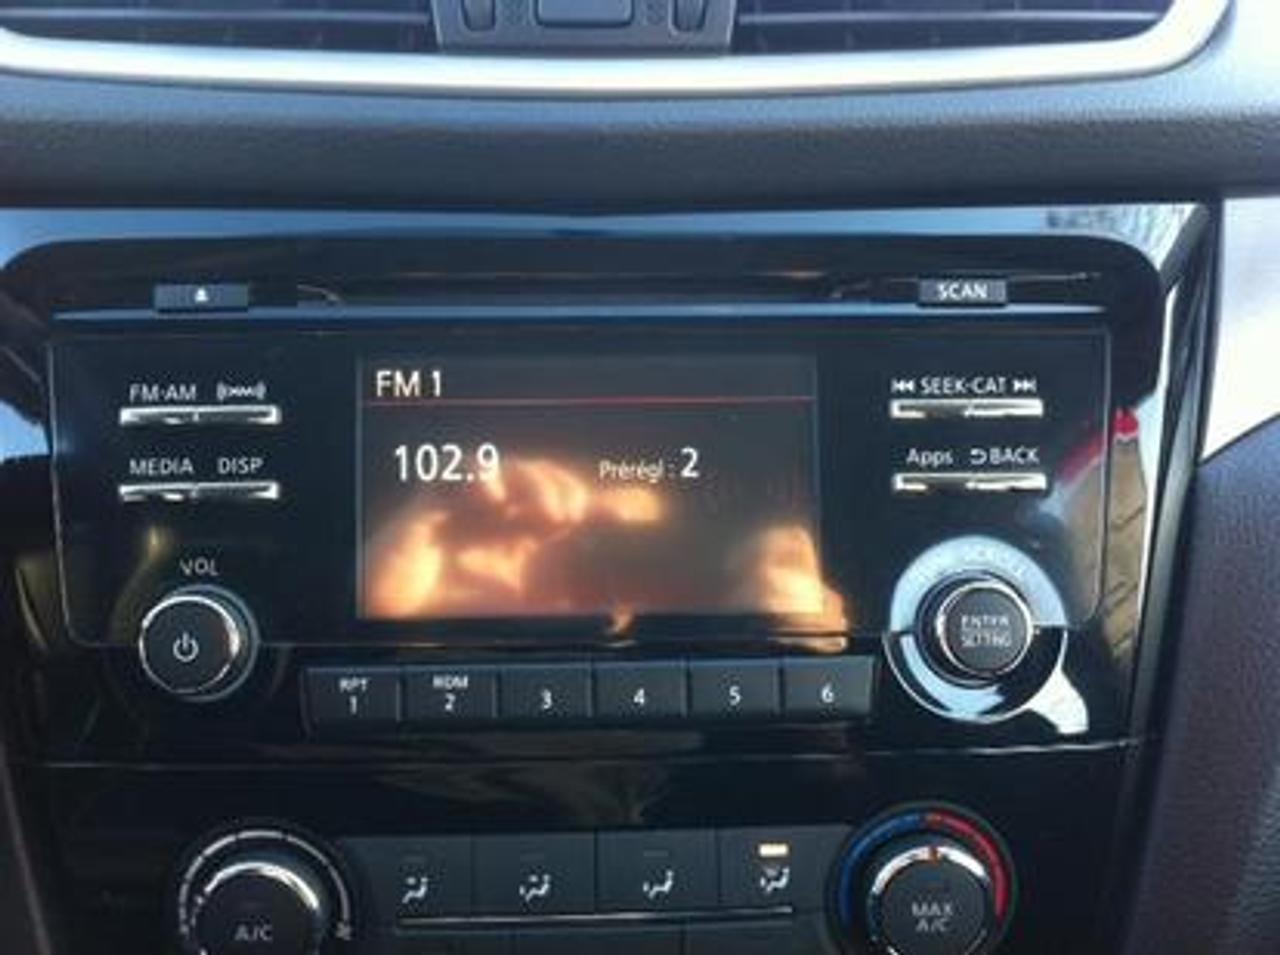 SCAN
FM·AM
⏮ SEEK·CAT ⏭
FM 1
MEDIA DISP
102.9 Prérégl : 2
Apps BACK
VOL
ENTER
SETTING
RPT
1
RDM
2
3
4
5
6
A/C
MAX
A/C